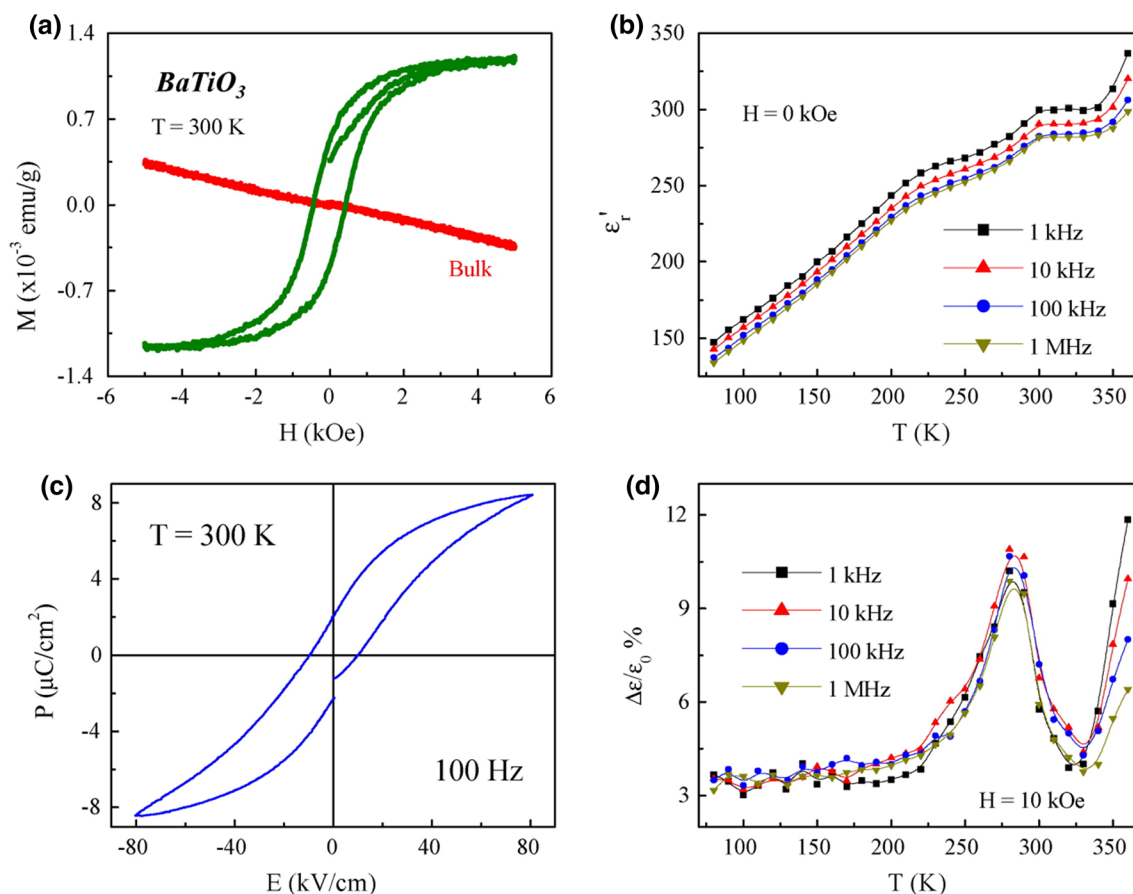 (a)
M (x10⁻³ emu/g)
1.4
0.7
0.0
-0.7
-1.4
BaTiO₃
T = 300 K
Bulk
-6 -4 -2 0 2 4 6
H (kOe)
(b)
εr'
350
300
250
200
150
H=0 kOe
1 kHz
10 kHz
100 kHz
1 MHz
100 150 200 250 300 350
T (K)
(c)
P (μC/cm²)
8
4
0
-4
-8
T = 300 K
100 Hz
-80 -40 0 40 80
E (kV/cm)
(d)
Δε/ε₀ %
12
9
6
3
1 kHz
10 kHz
100 kHz
1 MHz
H = 10 kOe
100 150 200 250 300 350
T (K)